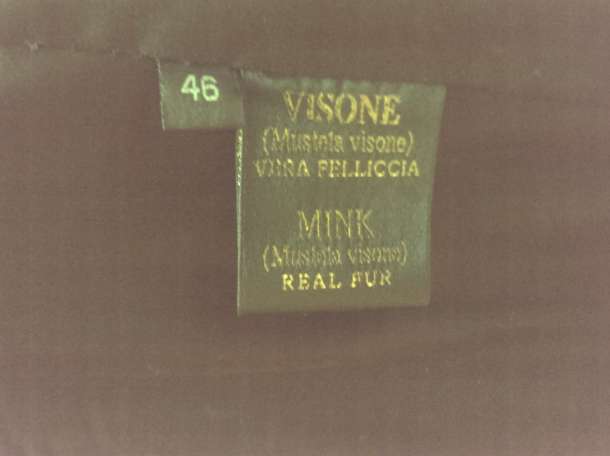 46
VISONE
(Mustela visone)
VERA PELLICCIA
MINK
(Mustela visone)
REAL FUR